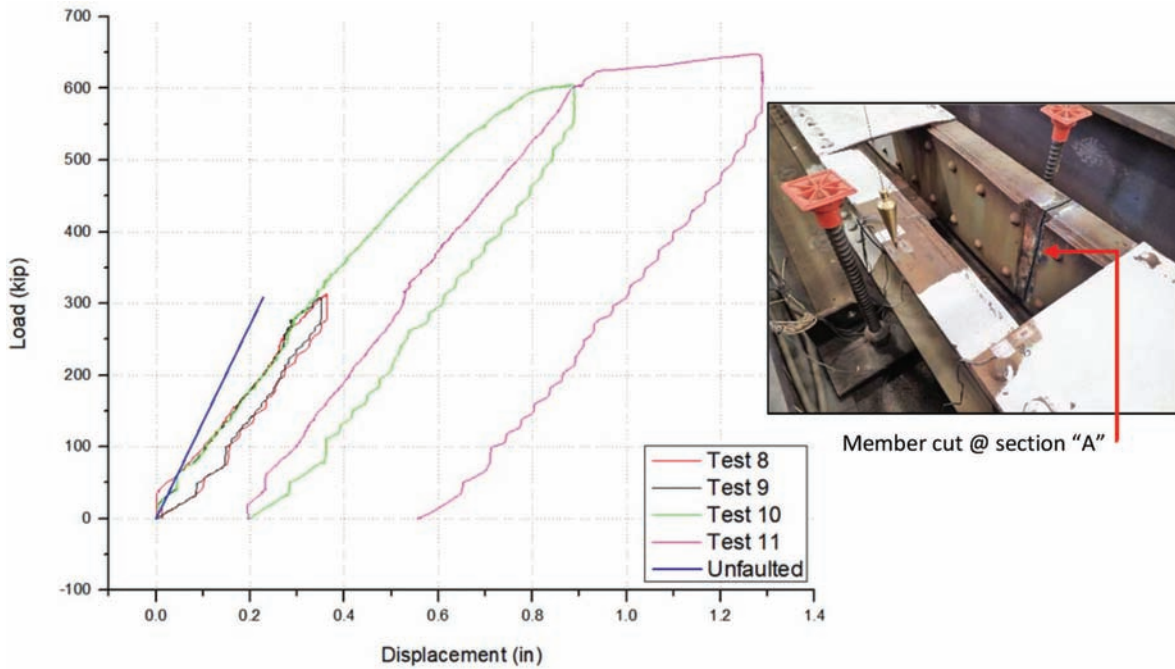 700
600
500
400
300
200
100
0
-100
Load (kip)
0.0 0.2 0.4 0.6 0.8 1.0 1.2 1.4
Displacement (in)
Test 8
Test 9
Test 10
Test 11
Unfaulted
Member cut @ section “A”